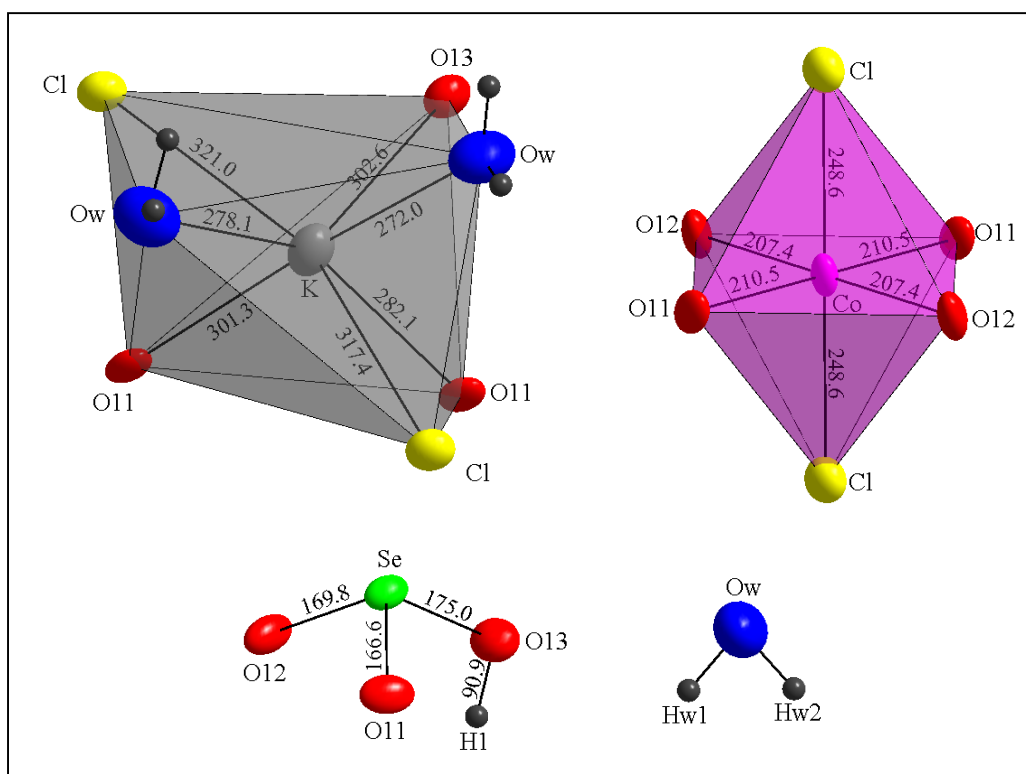 O13
Cl
Ow
321.0
302.6
Ow
278.1
272.0
K
301.3
282.1
317.4
O11
O11
Cl
Cl
248.6
O12
O11
207.4
210.5
210.5
207.4
O11
Co
O12
248.6
Cl
Se
169.8
175.0
166.6
O12
O13
90.9
O11
H1
Ow
Hw1
Hw2